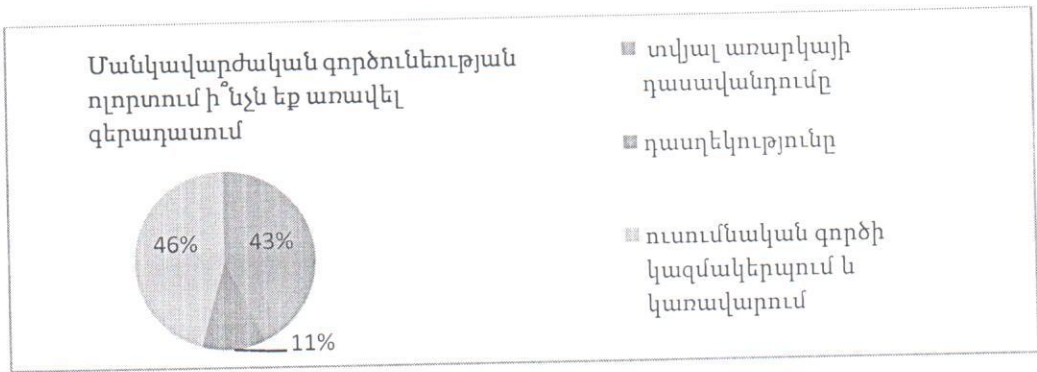 Մանկավարժական գործունեության
ոլորտում ի՞նչն եք առավել
գերադասում
46%
43%
11%
տվյալ առարկայի
դասավանդումը
դասղեկությունը
ուսումնական գործի
կազմակերպում և
կառավարում